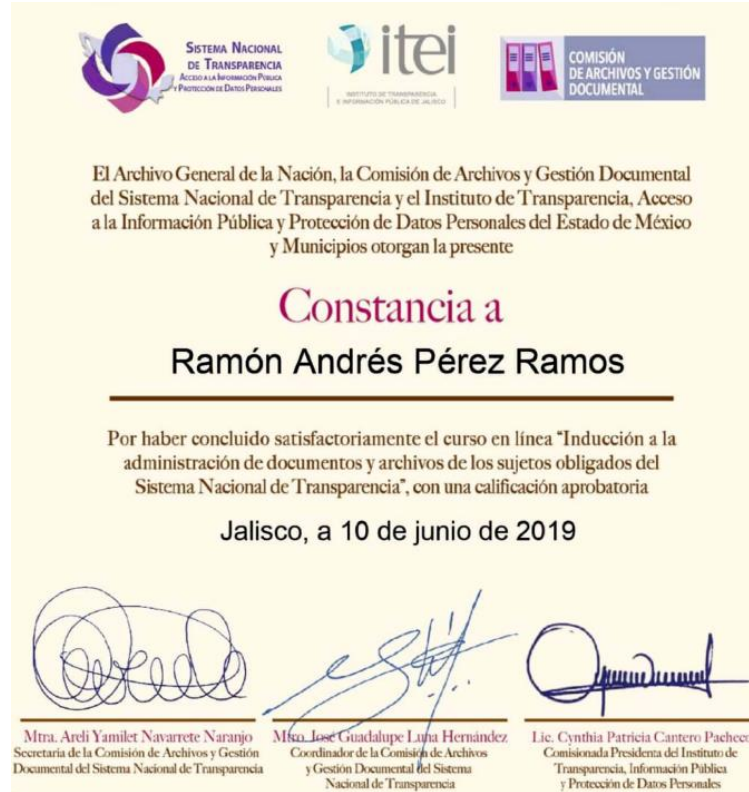 SISTEMA NACIONAL
DE TRANSPARENCIA
ACCESO A LA INFORMACIÓN PÚBLICA
Y PROTECCIÓN DE DATOS PERSONALES
itei
INSTITUTO DE TRANSPARENCIA
E INFORMACIÓN PÚBLICA DE JALISCO
COMISIÓN
DE ARCHIVOS Y GESTIÓN
DOCUMENTAL
El Archivo General de la Nación, la Comisión de Archivos y Gestión Documental
del Sistema Nacional de Transparencia y el Instituto de Transparencia, Acceso
a la Información Pública y Protección de Datos Personales del Estado de México
y Municipios otorgan la presente
Constancia a
Ramón Andrés Pérez Ramos
Por haber concluido satisfactoriamente el curso en línea "Inducción a la
administración de documentos y archivos de los sujetos obligados del
Sistema Nacional de Transparencia", con una calificación aprobatoria
Jalisco, a 10 de junio de 2019
Mtra. Areli Yamilet Navarrete Naranjo
Secretaria de la Comisión de Archivos y Gestión
Documental del Sistema Nacional de Transparencia
Mtro. José Guadalupe Luna Hernández
Coordinador de la Comisión de Archivos
y Gestión Documental del Sistema
Nacional de Transparencia
Lic. Cynthia Patricia Cantero Pacheco
Comisionada Presidenta del Instituto de
Transparencia, Información Pública
y Protección de Datos Personales